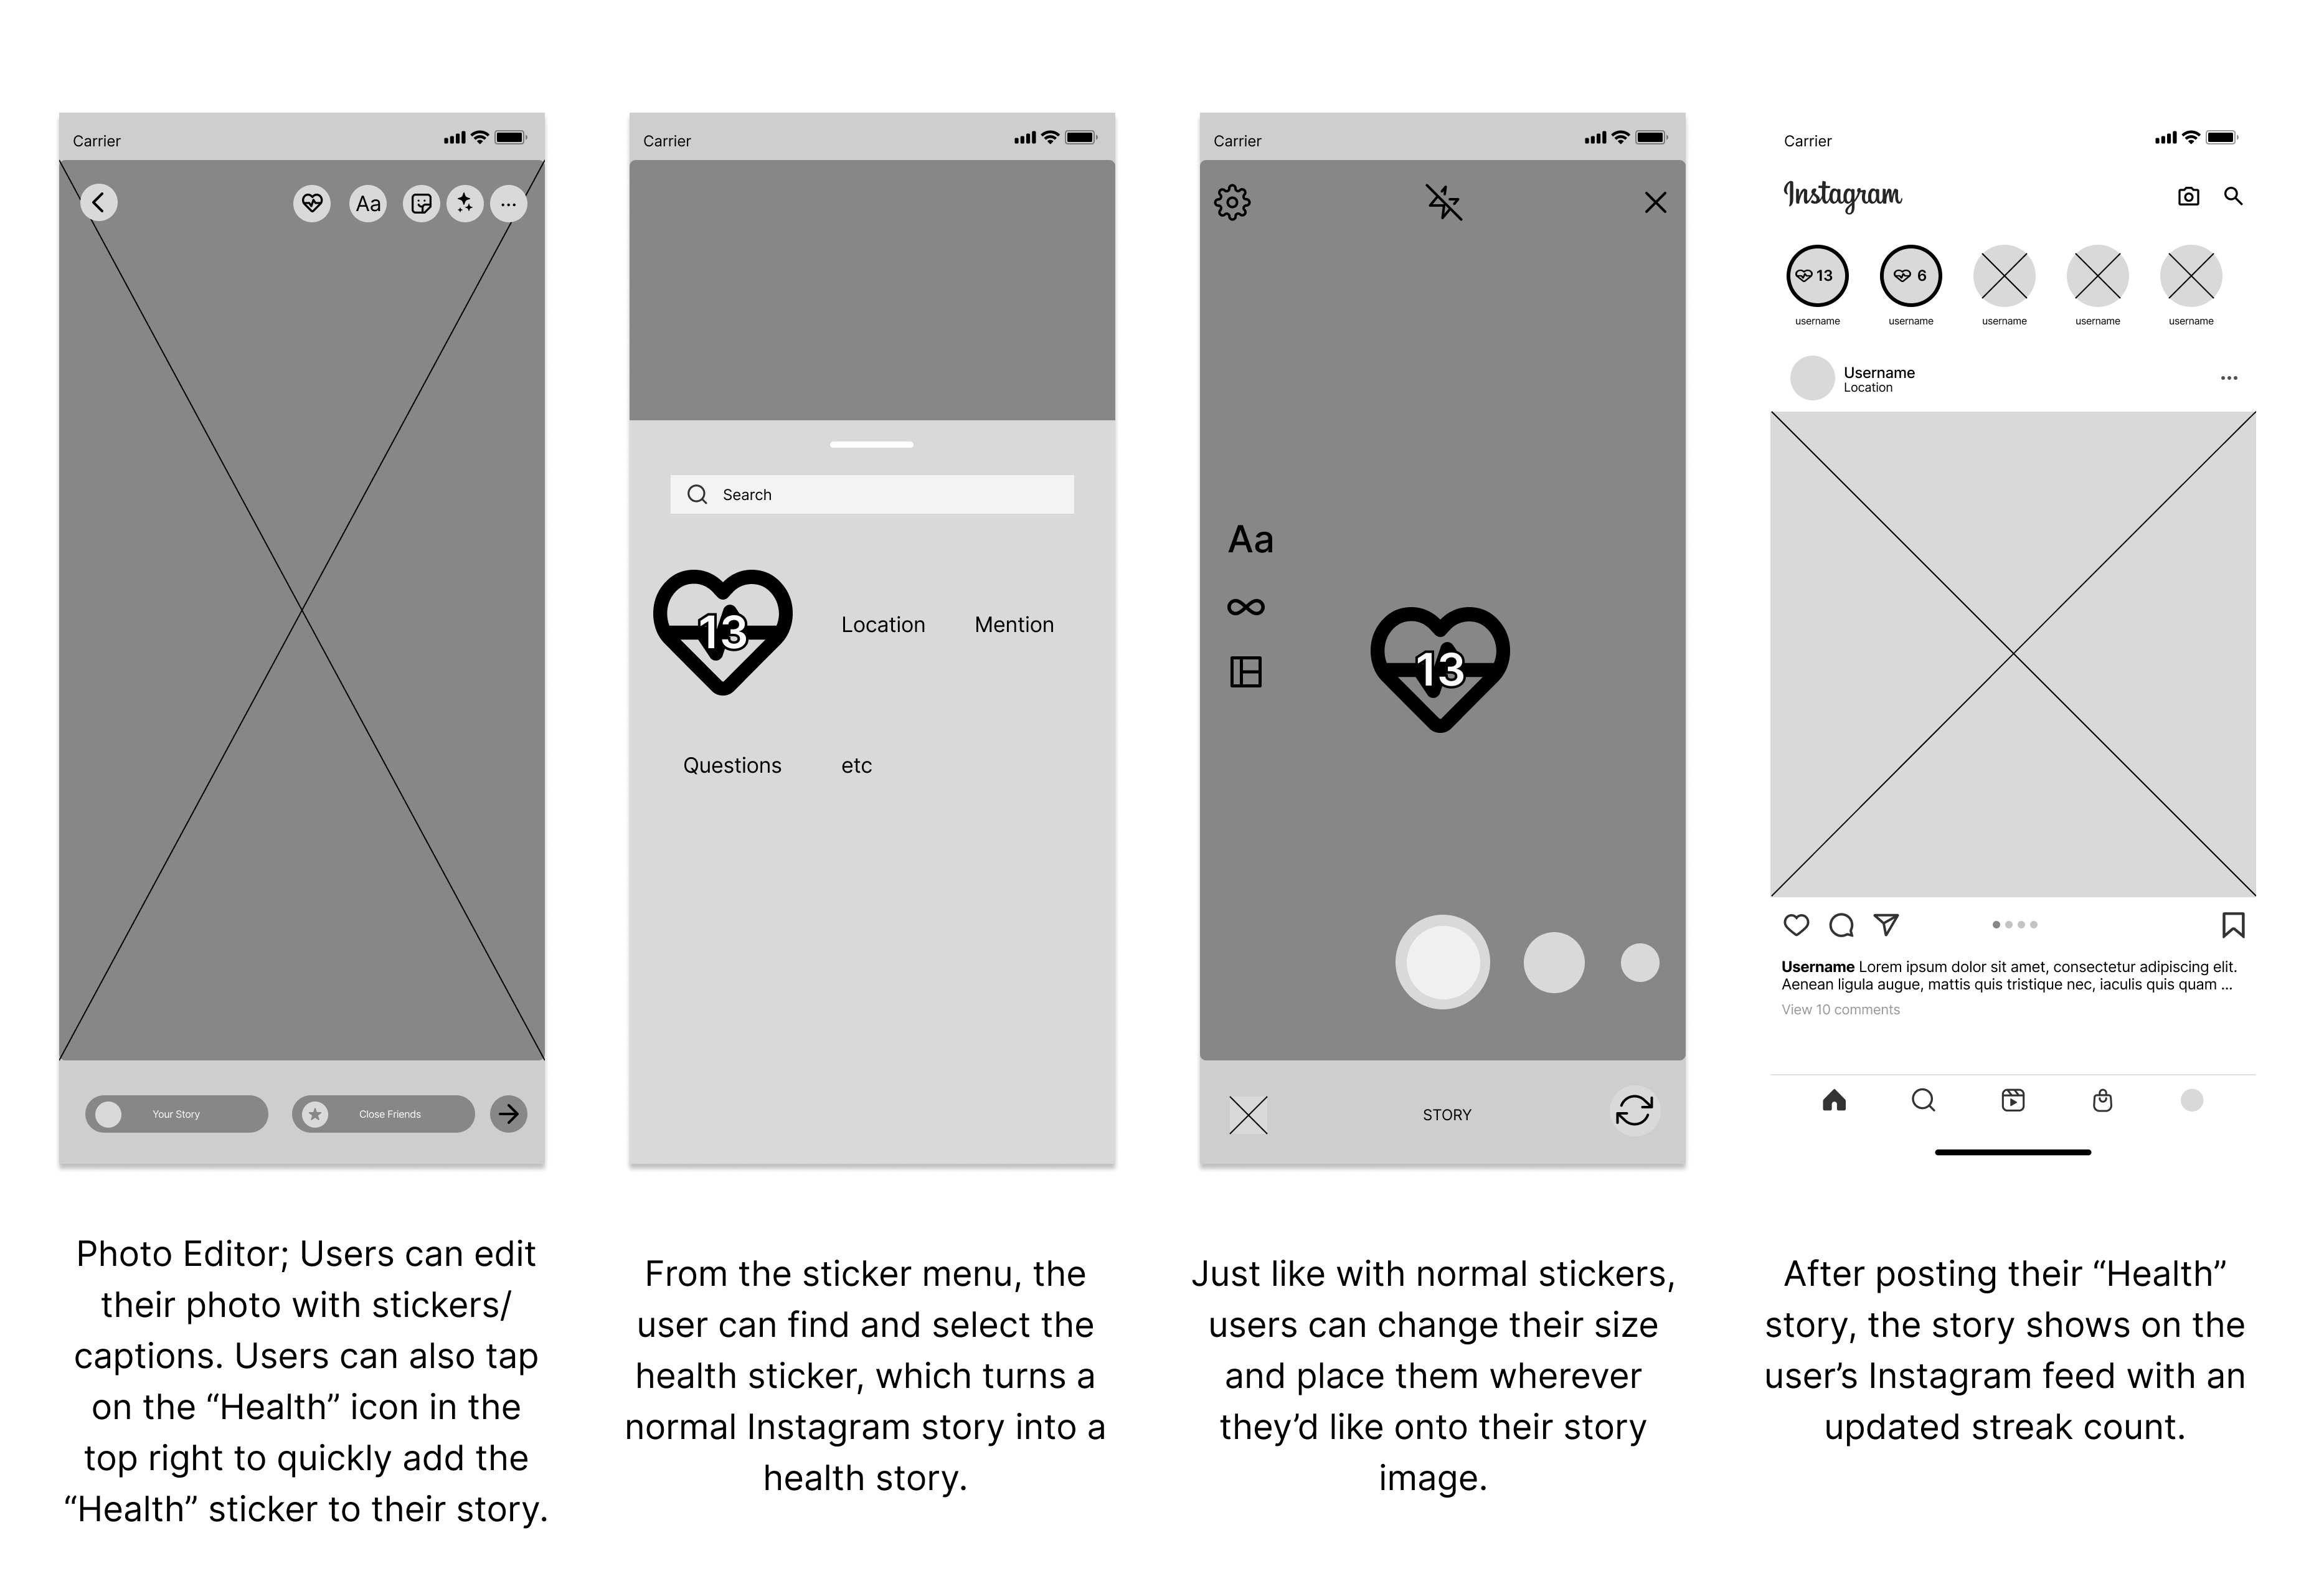 Carrier
Aa
Your Story
Close Friends
Photo Editor; Users can edit
their photo with stickers/
captions. Users can also tap
on the “Health” icon in the
top right to quickly add the
“Health” sticker to their story.
Carrier
Search
13
Location
Mention
Questions
etc
From the sticker menu, the
user can find and select the
health sticker, which turns a
normal Instagram story into a
health story.
Carrier
Aa
13
STORY
Just like with normal stickers,
users can change their size
and place them wherever
they’d like onto their story
image.
Carrier
Instagram
13
6
username
username
username
username
username
Username
Location
Username Lorem ipsum dolor sit amet, consectetur adipiscing elit.
Aenean ligula augue, mattis quis tristique nec, iaculis quis quam ...
View 10 comments
After posting their “Health”
story, the story shows on the
user’s Instagram feed with an
updated streak count.